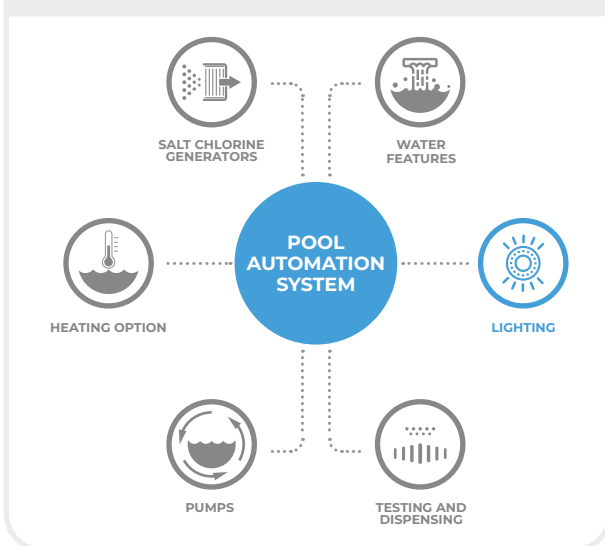 SALT CHLORINE
GENERATORS
WATER
FEATURES
POOL
AUTOMATION
SYSTEM
HEATING OPTION
LIGHTING
PUMPS
TESTING AND
DISPENSING